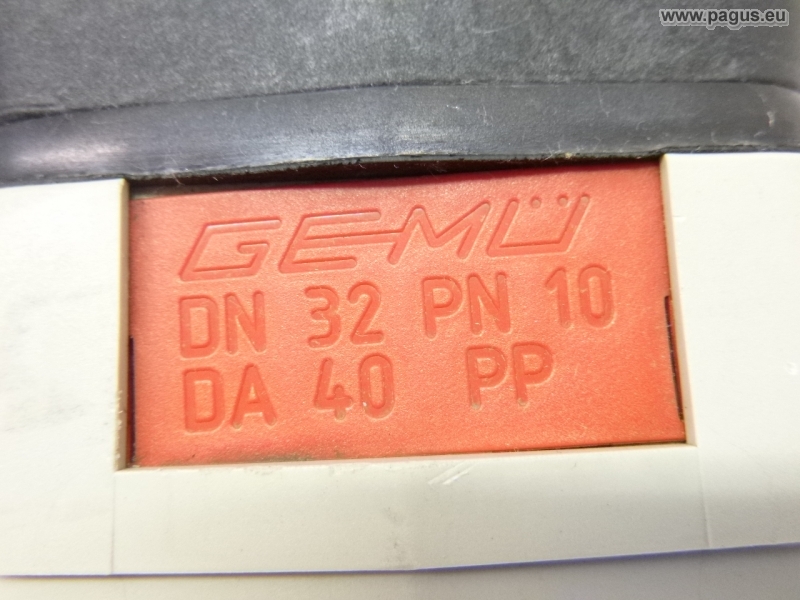 www.pagus.eu
GEMÜ
DN 32 PN 10
DA 40 PP